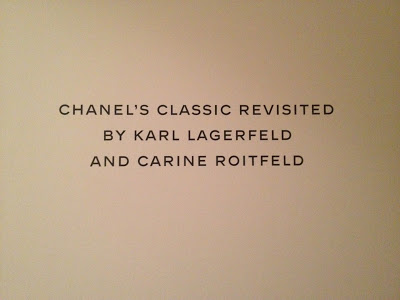 CHANEL'S CLASSIC REVISITED
BY KARL LAGERFELD
AND CARINE ROITFELD